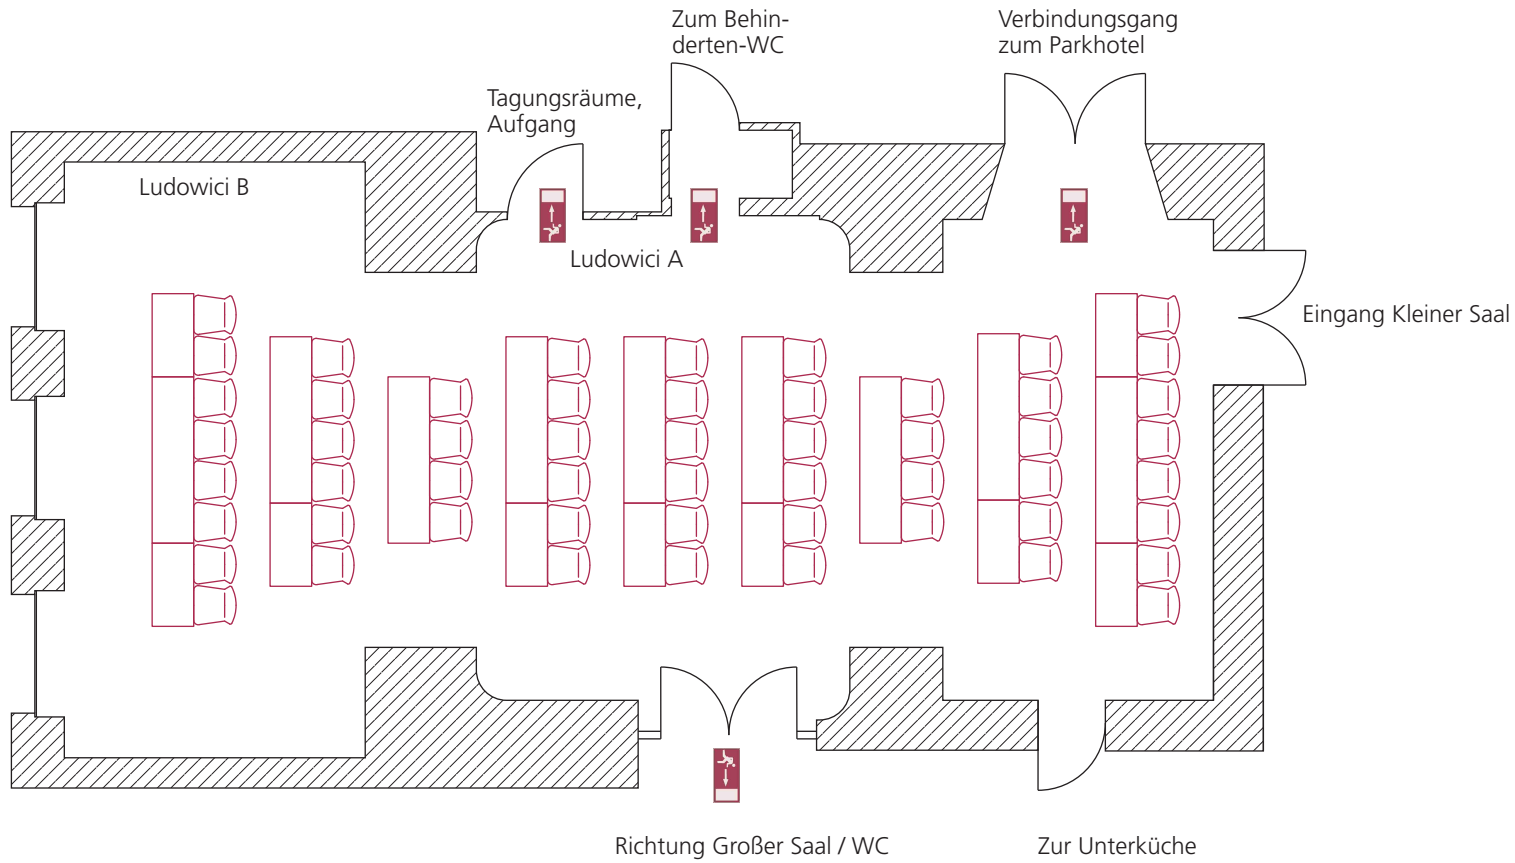 Zum Behin-
derten-WC
Verbindungsgang
zum Parkhotel
Tagungsräume,
Aufgang
Ludowici B
Ludowici A
Eingang Kleiner Saal
Richtung Großer Saal / WC
Zur Unterküche